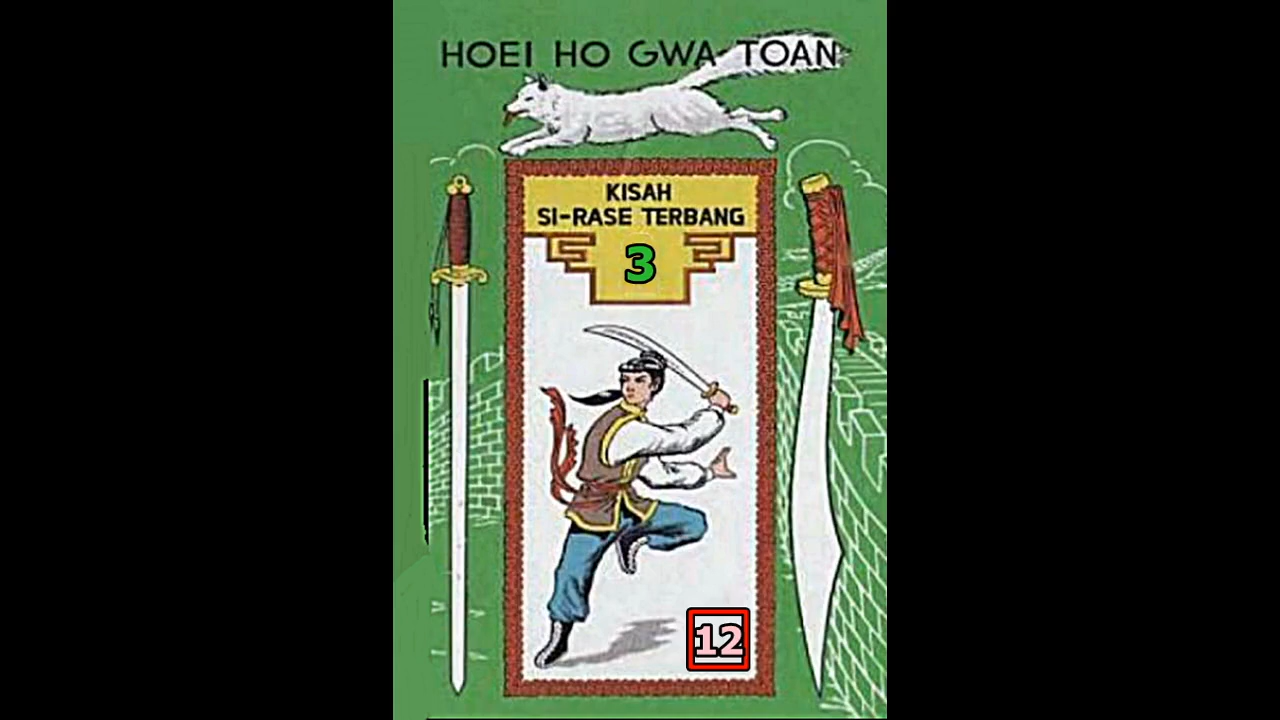 HOEI HO GWA TOAN
KISAH
SI-RASE TERBANG
3
12